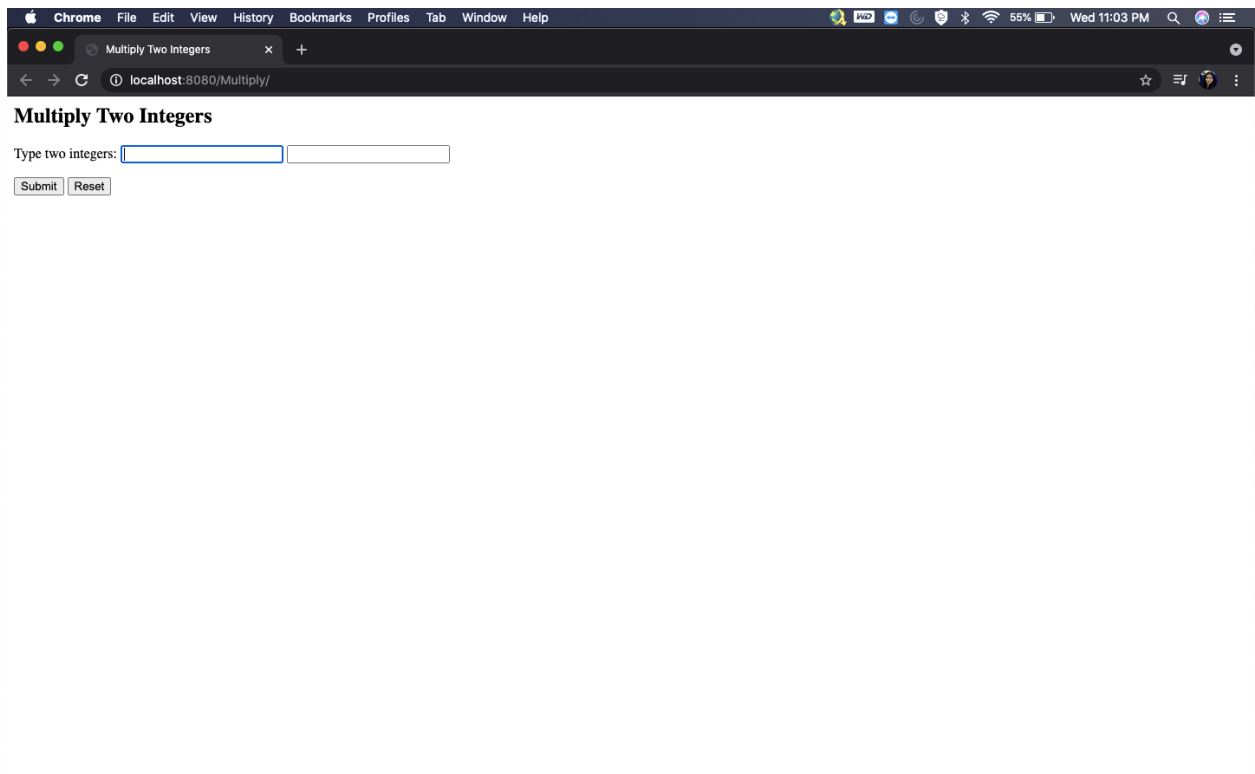 Chrome File Edit View History Bookmarks Profiles Tab Window Help WD 55% Wed 11:03 PM
Multiply Two Integers
localhost:8080/Multiply/
Multiply Two Integers
Type two integers:
Submit Reset